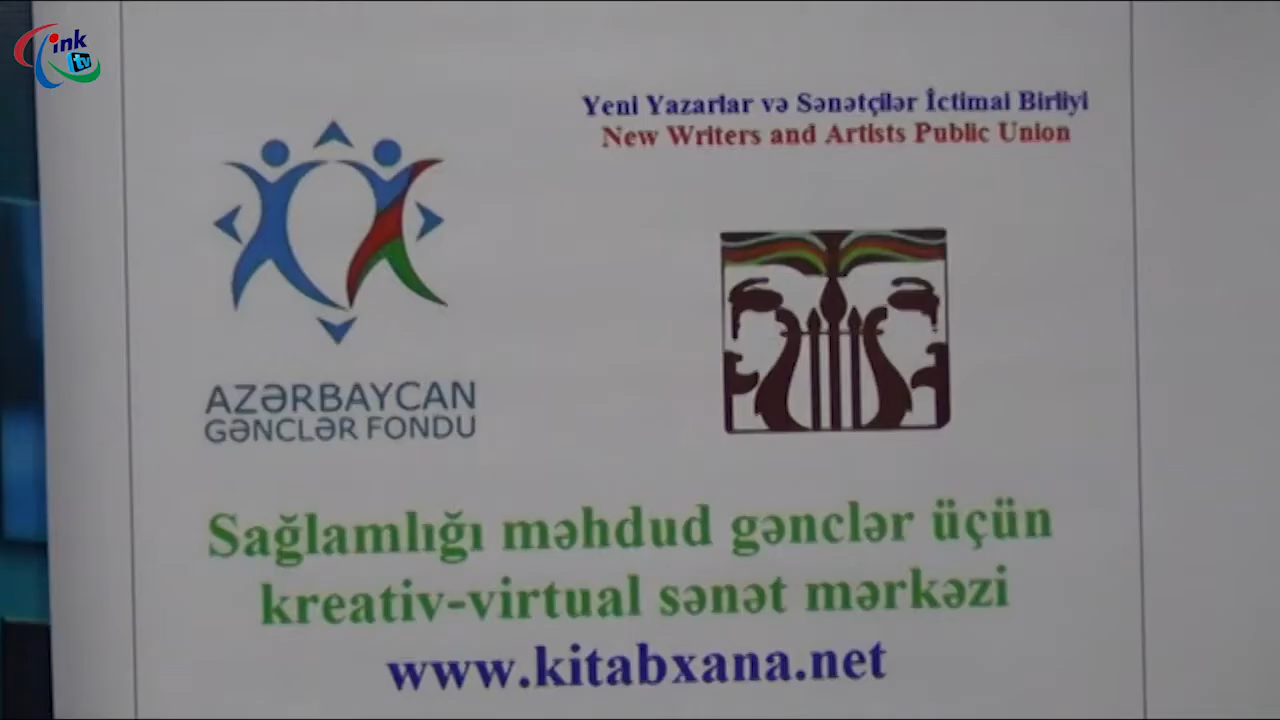 ink
tv
Yeni Yazarlar və Sənətçilər İctimai Birliyi
New Writers and Artists Public Union
AZƏRBAYCAN
GƏNCLƏR FONDU
Sağlamlığı məhdud gənclər üçün
kreativ-virtual sənət mərkəzi
www.kitabxana.net